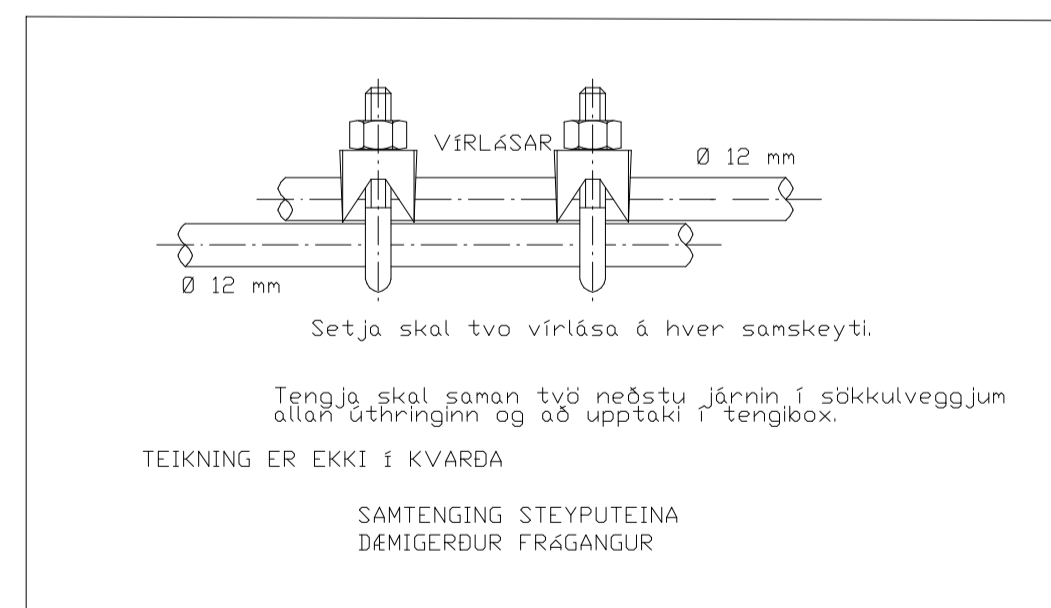 VÍRLÁSAR
Ø 12 mm
Ø 12 mm
Setja skal tvo vírlása á hver samskeyti.
Tengja skal saman tvö neðstu járnin í sökkulveggjum
allan úthringinn og að upptaki í tengibox.
TEIKNING ER EKKI Í KVARÐA
SAMTENGING STEYPUTEINA
DÆMIGERÐUR FRÁGANGUR